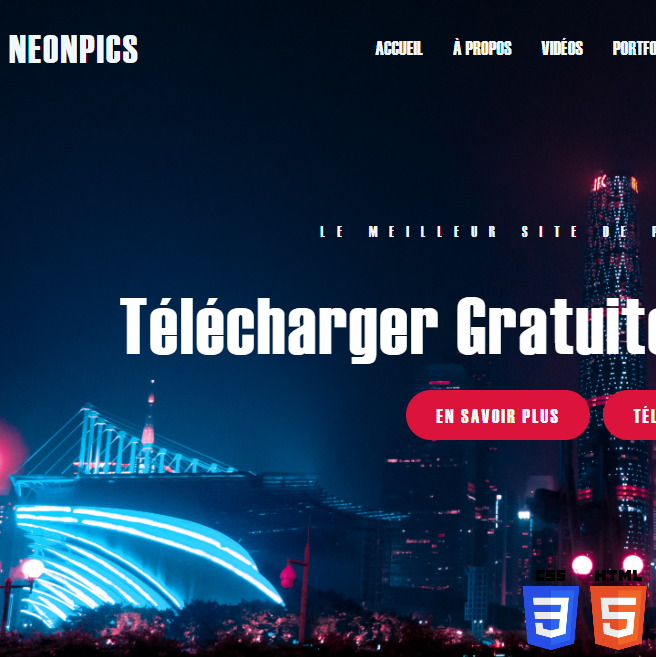 NEONPICS
ACCUEIL À PROPOS VIDÉOS PORTFO
IFC
LE MEILLEUR SITE DE
Télécharger Gratuite
EN SAVOIR PLUS TÉL
CSS HTML
3 5